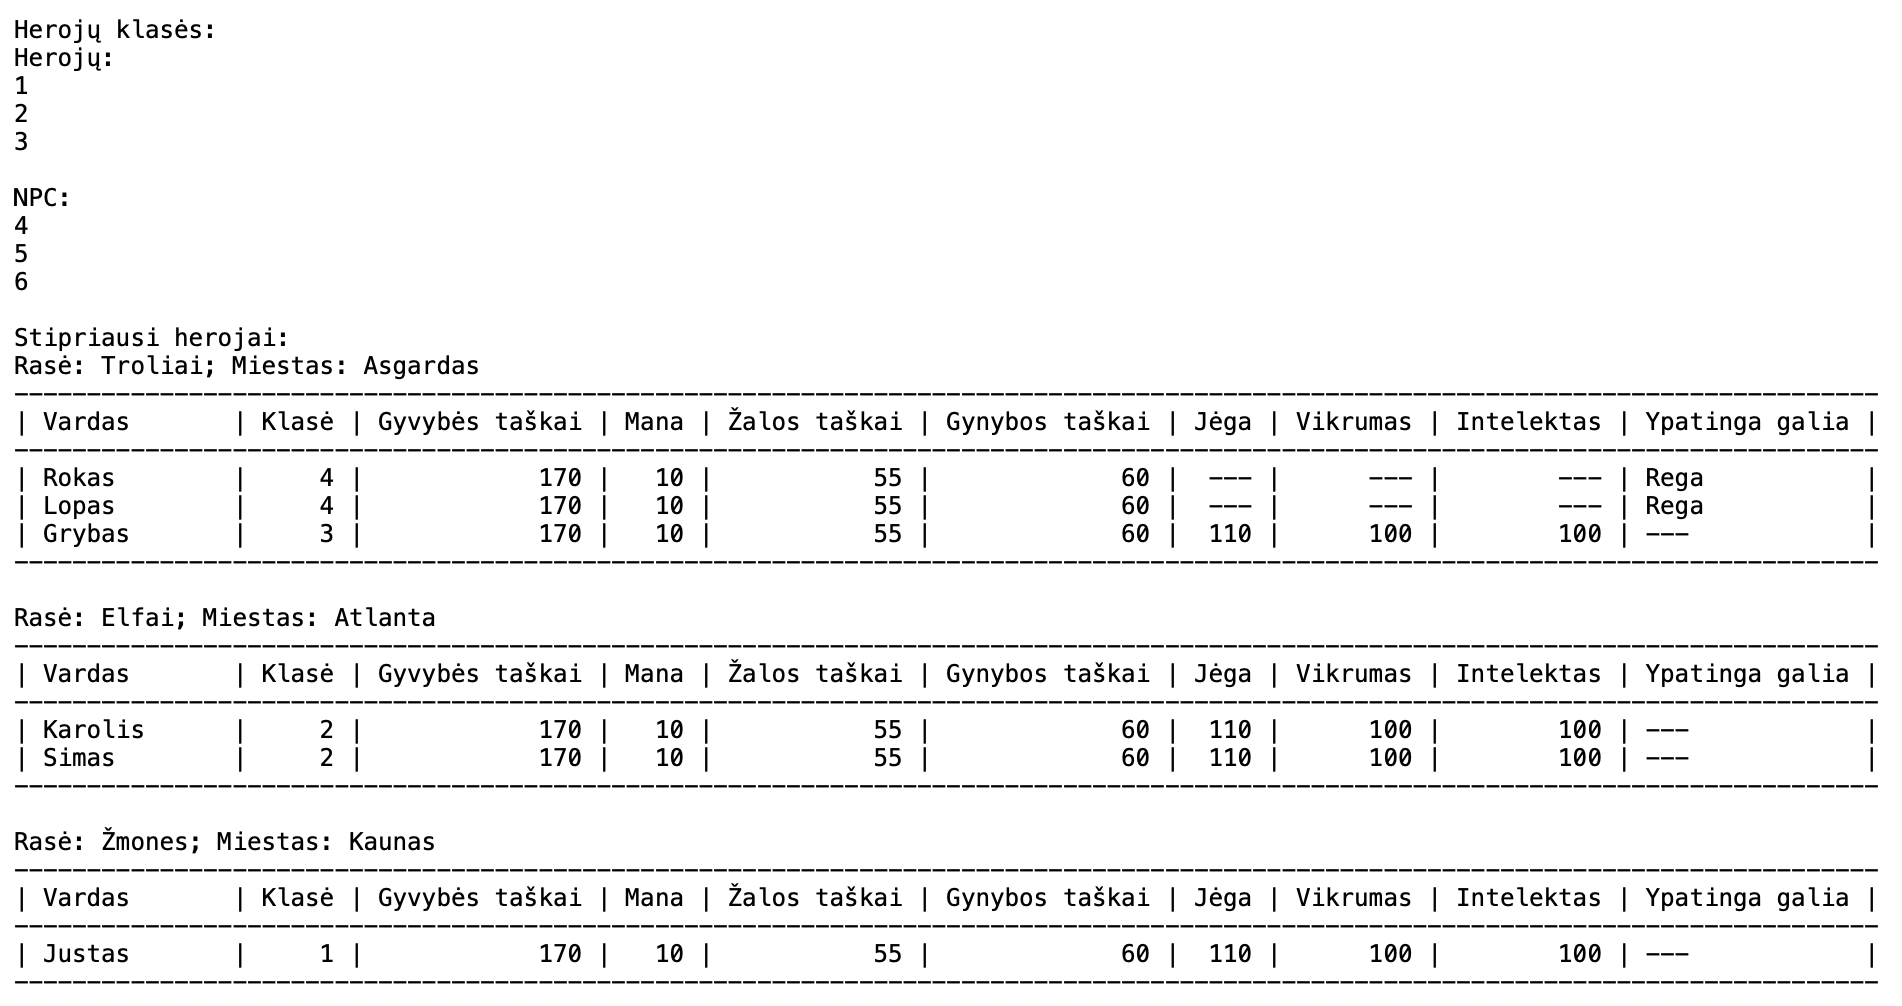 Herojų klasės:
Herojų:
1
2
3

NPC:
4
5
6

Stipriausi herojai:
Rasė: Troliai; Miestas: Asgardas
--------------------------------------------------------------------------------------------------------------------------------
| Vardas       | Klasė | Gyvybės taškai | Mana | Žalos taškai | Gynybos taškai | Jėga | Vikrumas | Intelektas | Ypatinga galia |
--------------------------------------------------------------------------------------------------------------------------------
| Rokas        |     4 |            170 |   10 |           55 |             60 |  --- |      --- |        --- | Rega           |
| Lopas        |     4 |            170 |   10 |           55 |             60 |  --- |      --- |        --- | Rega           |
| Grybas       |     3 |            170 |   10 |           55 |             60 |  110 |      100 |        100 | ---            |
--------------------------------------------------------------------------------------------------------------------------------

Rasė: Elfai; Miestas: Atlanta
--------------------------------------------------------------------------------------------------------------------------------
| Vardas       | Klasė | Gyvybės taškai | Mana | Žalos taškai | Gynybos taškai | Jėga | Vikrumas | Intelektas | Ypatinga galia |
--------------------------------------------------------------------------------------------------------------------------------
| Karolis      |     2 |            170 |   10 |           55 |             60 |  110 |      100 |        100 | ---            |
| Simas        |     2 |            170 |   10 |           55 |             60 |  110 |      100 |        100 | ---            |
--------------------------------------------------------------------------------------------------------------------------------

Rasė: Žmones; Miestas: Kaunas
--------------------------------------------------------------------------------------------------------------------------------
| Vardas       | Klasė | Gyvybės taškai | Mana | Žalos taškai | Gynybos taškai | Jėga | Vikrumas | Intelektas | Ypatinga galia |
--------------------------------------------------------------------------------------------------------------------------------
| Justas       |     1 |            170 |   10 |           55 |             60 |  110 |      100 |        100 | ---            |
--------------------------------------------------------------------------------------------------------------------------------